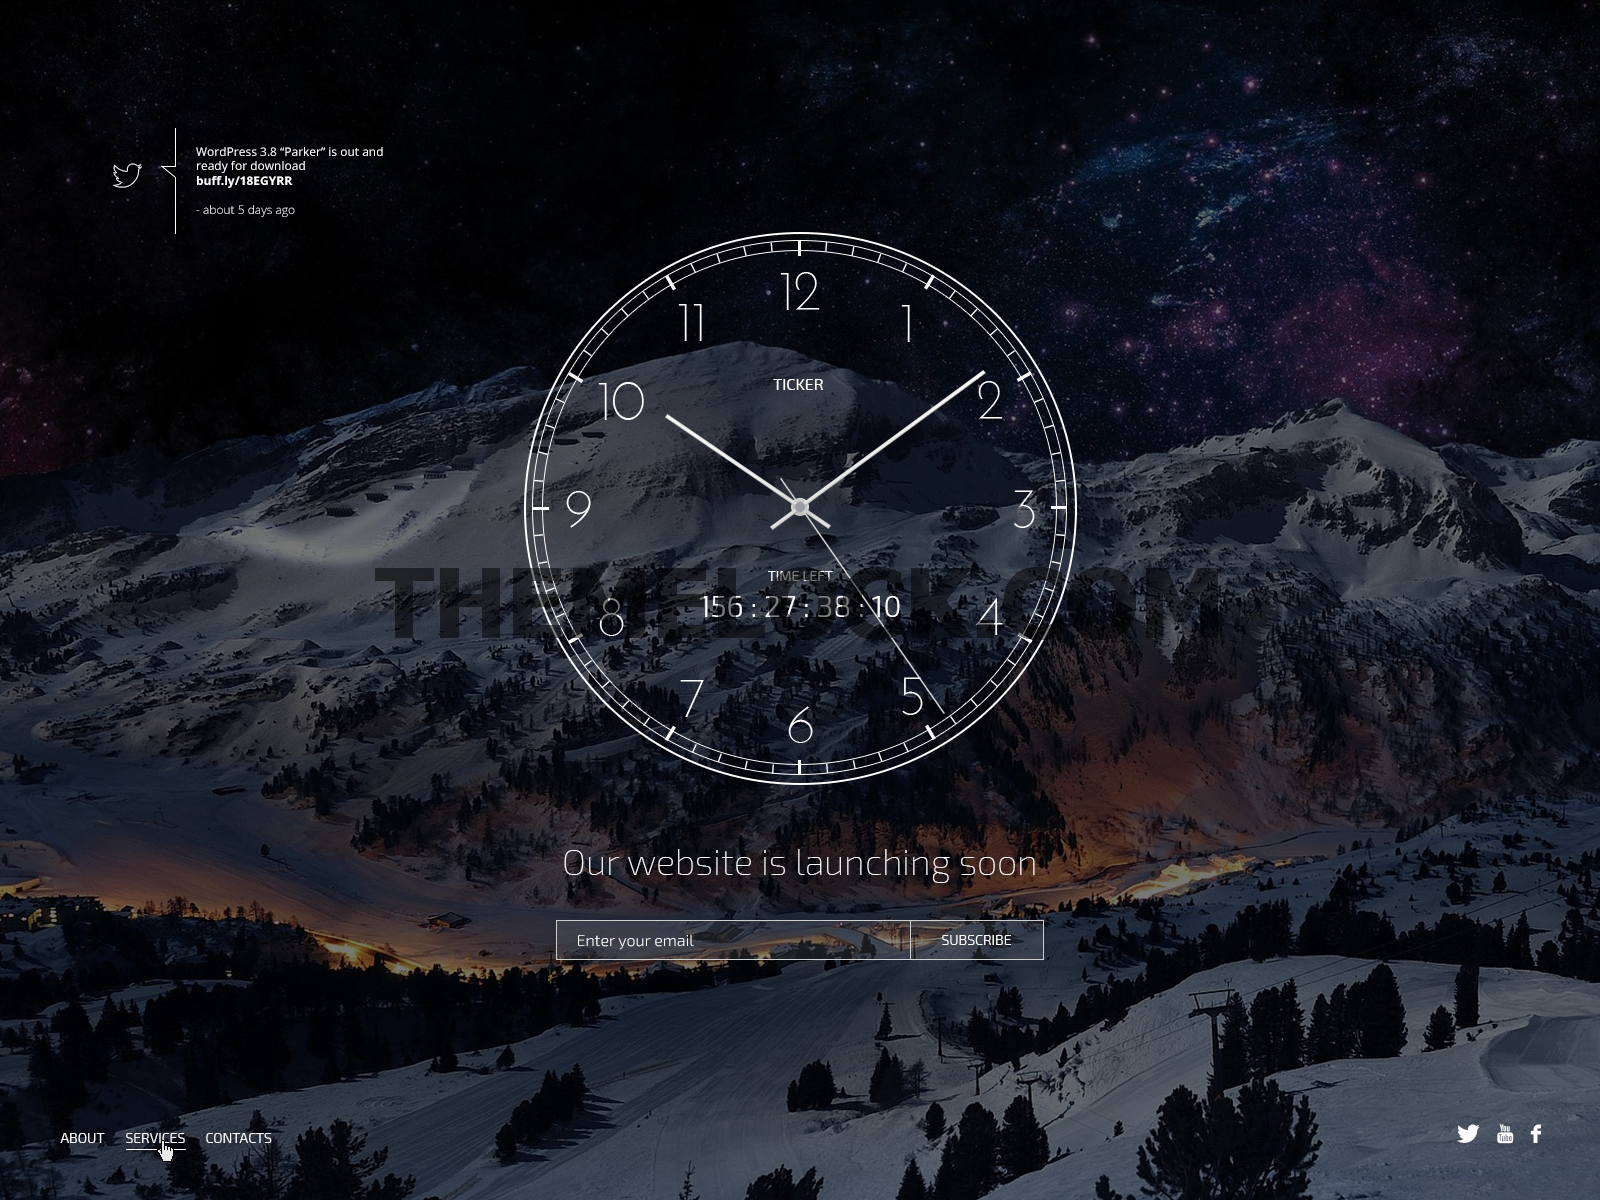 WordPress 3.8 “Parker” is out and
ready for download
buff.ly/18EGYRR
- about 5 days ago
12
11
1
TICKER
10
2
9
3
TIME LEFT
156 : 27 : 38 : 10
THEMELOCK.COM
8
4
7
5
6
Our website is launching soon
Enter your email
SUBSCRIBE
ABOUT
SERVICES
CONTACTS
You
Tube